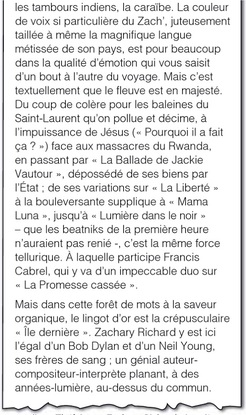 les tambours indiens, la caraïbe. La couleur
de voix si particulière du Zach', juteusement
taillée à même la magnifique langue
métissée de son pays, est pour beaucoup
dans la qualité d'émotion qui vous saisit
d'un bout à l'autre du voyage. Mais c'est
textuellement que le fleuve est en majesté.
Du coup de colère pour les baleines du
Saint-Laurent qu'on pollue et décime, à
l'impuissance de Jésus (« Pourquoi il a fait
ça ? ») face aux massacres du Rwanda,
en passant par « La Ballade de Jackie
Vautour », dépossédé de ses biens par
l'État ; de ses variations sur « La Liberté »
à la bouleversante supplique à « Mama
Luna », jusqu'à « Lumière dans le noir »
– que les beatniks de la première heure
n'auraient pas renié -, c'est la même force
tellurique. À laquelle participe Francis
Cabrel, qui y va d'un impeccable duo sur
« La Promesse cassée ».
Mais dans cette forêt de mots à la saveur
organique, le lingot d'or est la crépusculaire
« Île dernière ». Zachary Richard y est ici
l'égal d'un Bob Dylan et d'un Neil Young,
ses frères de sang ; un génial auteur-
compositeur-interprète planant, à des
années-lumière, au-dessus du commun.